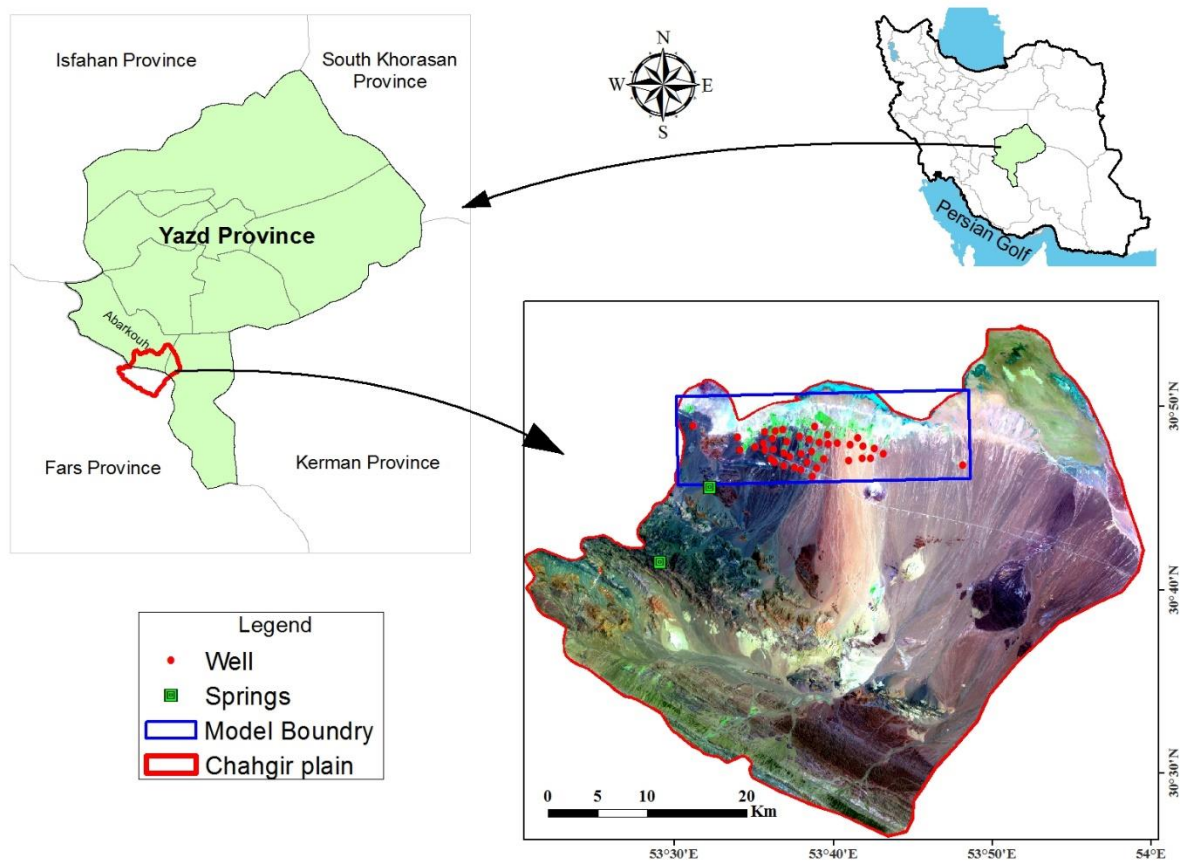 Isfahan Province
South Khorasan
Province
Yazd Province
Abarkouh
Fars Province
Kerman Province
N
W
E
S
Persian Golf
Legend
Well
Springs
Model Boundry
Chahgir plain
30°50'N
30°40'N
30°30'N
0 5 10 20
Km
53°30'E 53°40'E 53°50'E 54°E